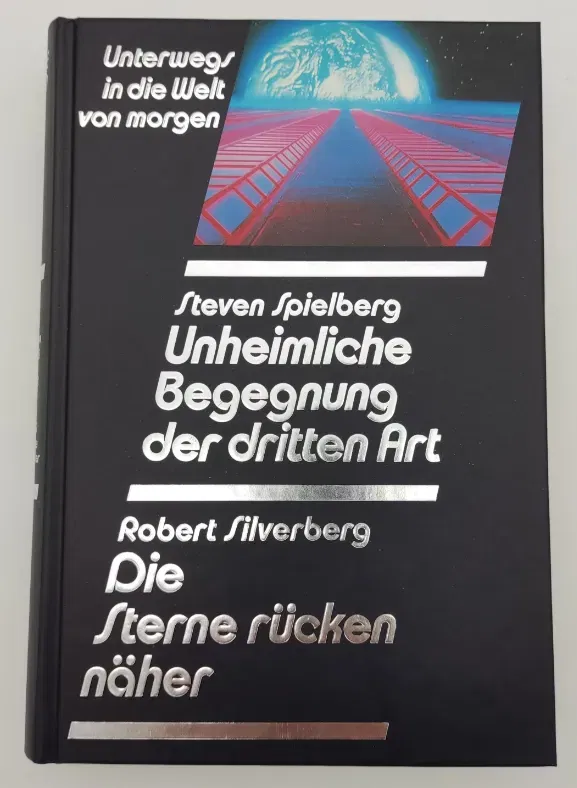 Unterwegs
in die Welt
von morgen
Steven Spielberg
Unheimliche
Begegnung
der dritten Art
Robert Silverberg
Die
Sterne rücken
näher